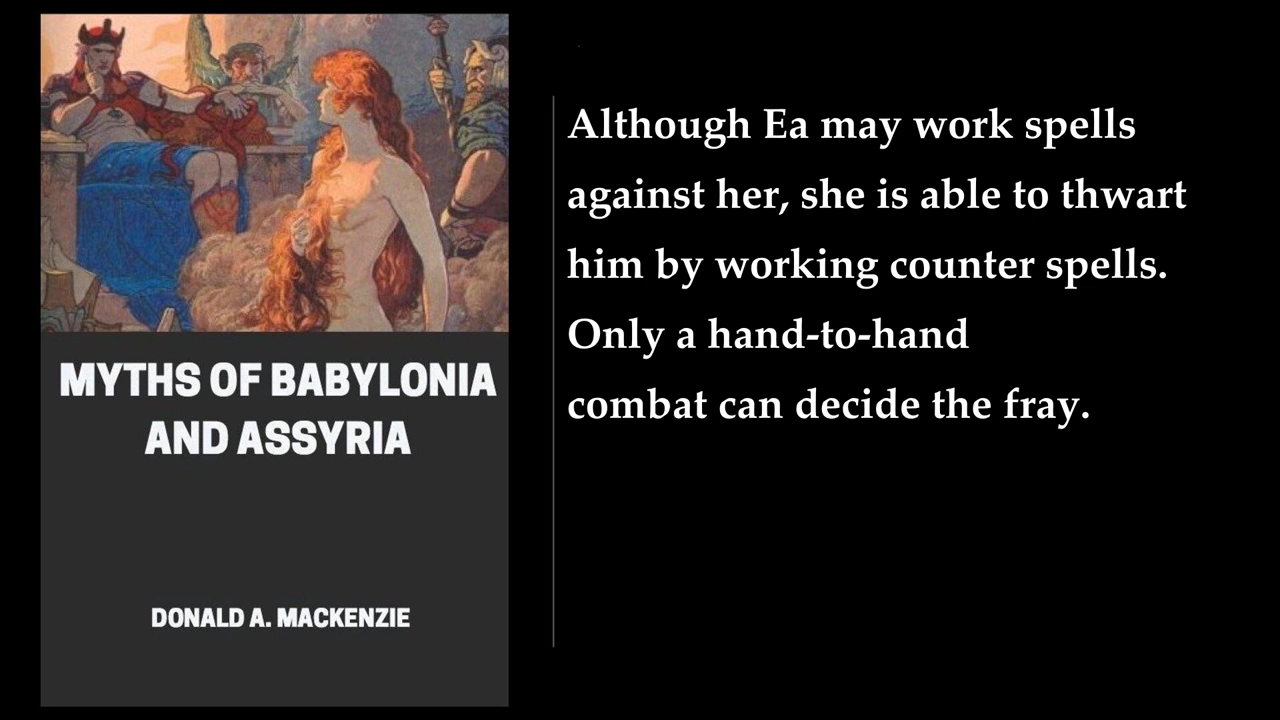 Although Ea may work spells
against her, she is able to thwart
him by working counter spells.
Only a hand-to-hand
combat can decide the fray.
MYTHS OF BABYLONIA
AND ASSYRIA
DONALD A. MACKENZIE